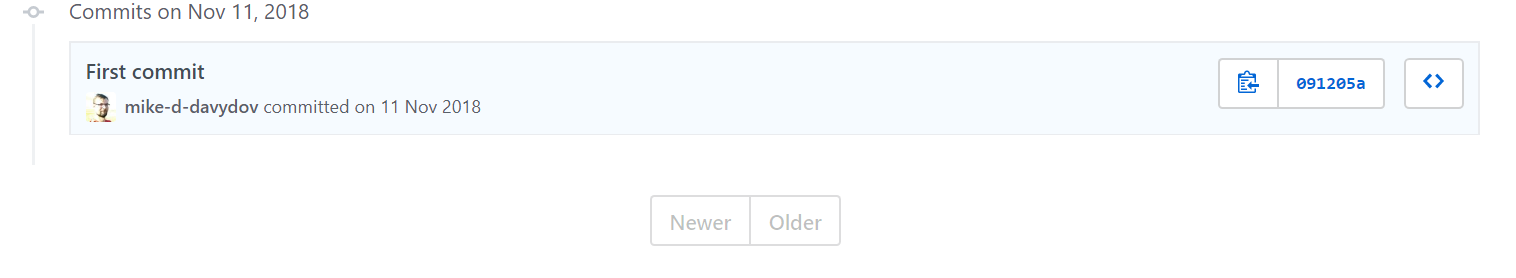 Commits on Nov 11, 2018
First commit
091205a
mike-d-davydov committed on 11 Nov 2018
Newer Older